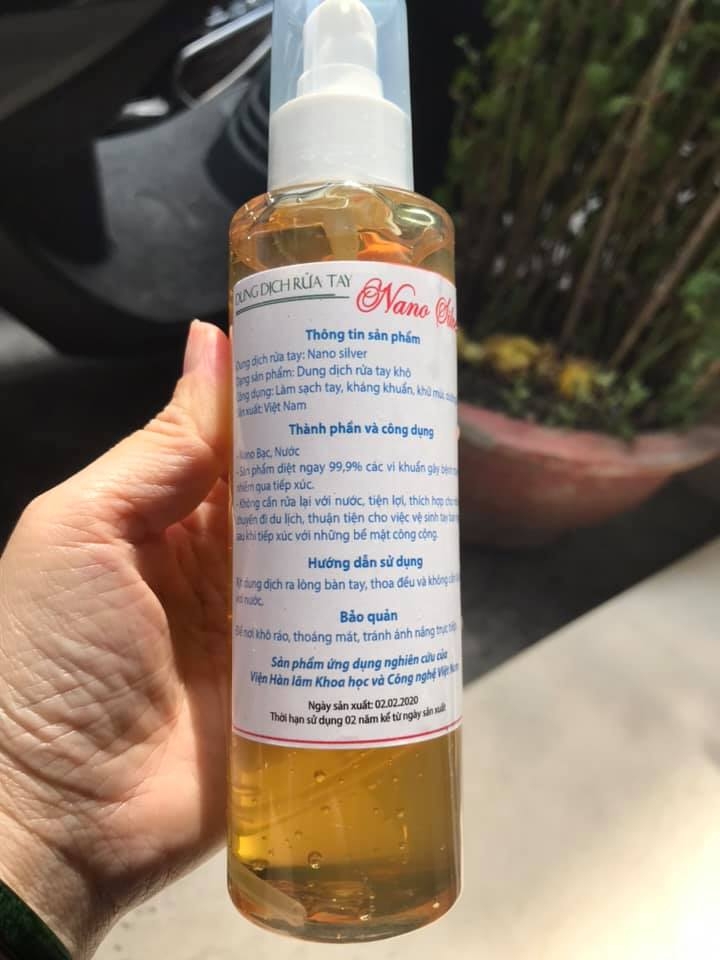 DUNG DỊCH RỬA TAY Nano
Thông tin sản phẩm
Dung dịch rửa tay: Nano silver
Dạng sản phẩm: Dung dịch rửa tay khô
Công dụng: Làm sạch tay, kháng khuẩn, khử mùi,
Sản xuất: Việt Nam
Thành phần và công dụng
- Nano Bạc, Nước
- Sản phẩm diệt ngay 99,9% các vi khuẩn gây bệnh
nhiễm qua tiếp xúc.
- Không cần rửa lại với nước, tiện lợi, thích hợp cho
chuyến đi du lịch, thuận tiện cho việc vệ sinh tay
sau khi tiếp xúc với những bề mặt công cộng.
Hướng dẫn sử dụng
dung dịch ra lòng bàn tay, thoa đều và không cần
với nước.
Bảo quản
Để nơi khô ráo, thoáng mát, tránh ánh nắng trực tiếp
Sản phẩm ứng dụng nghiên cứu của
Viện Hàn lâm Khoa học và Công nghệ Việt Nam
Ngày sản xuất: 02.02.2020
Thời hạn sử dụng 02 năm kể từ ngày sản xuất